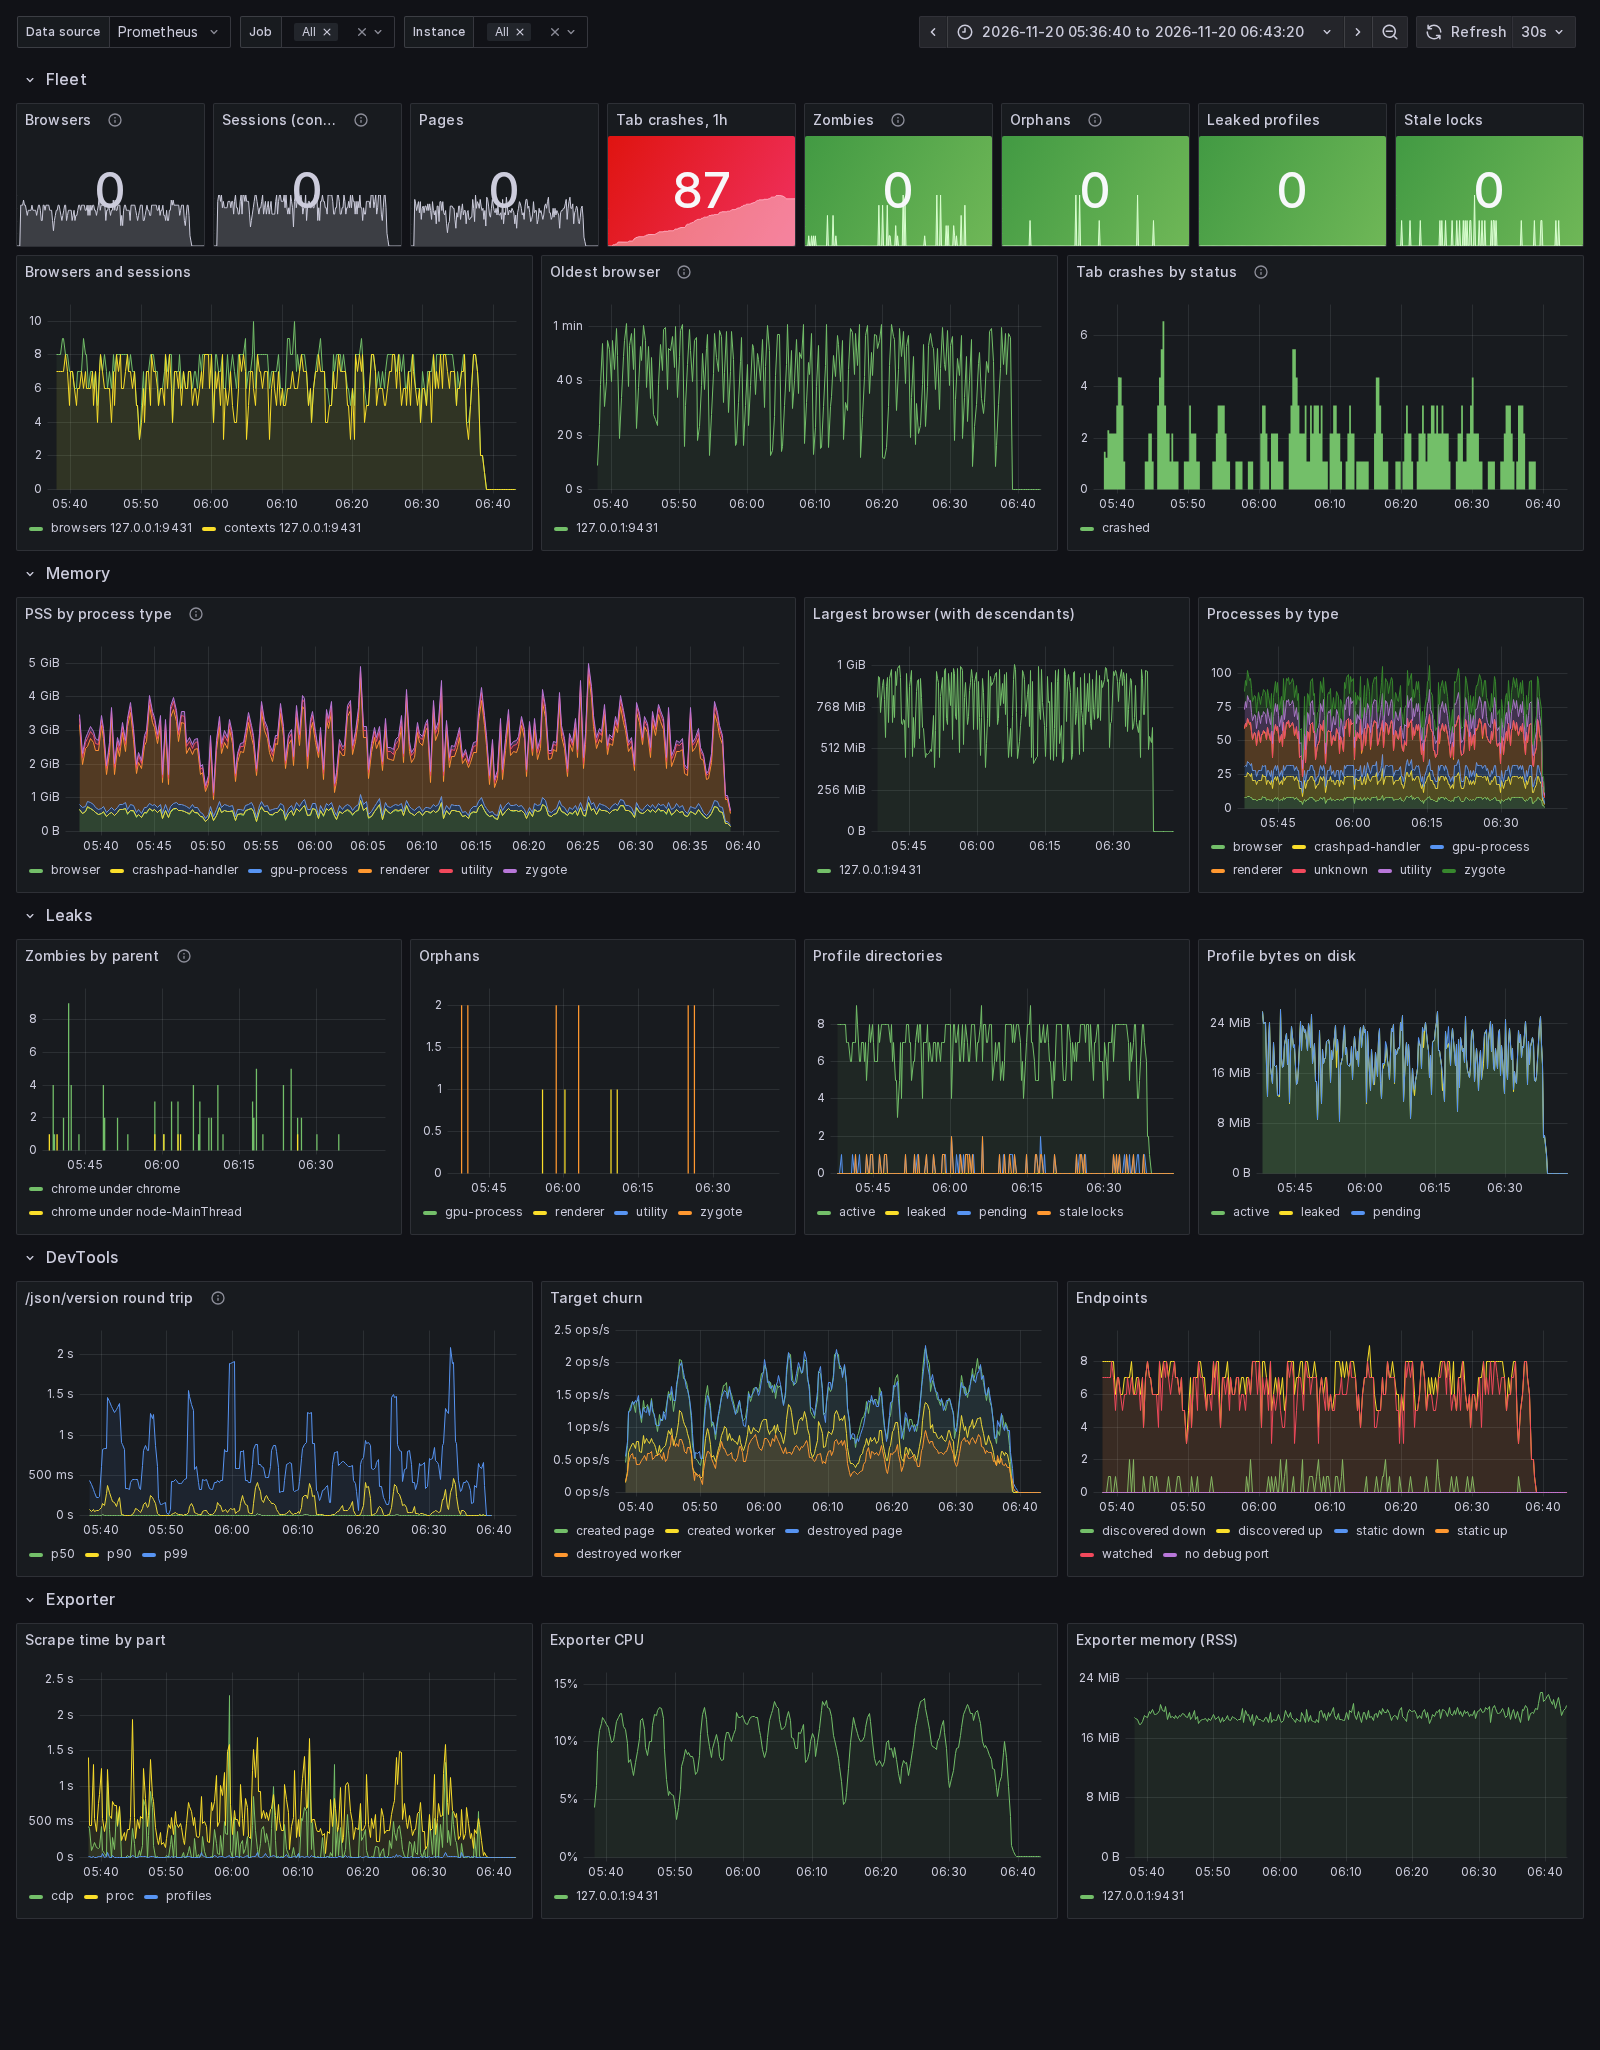 Data source Prometheus Job All Instance All 2026-11-20 05:36:40 to 2026-11-20 06:43:20 Refresh 30s
Fleet
Browsers Sessions (con... Pages Tab crashes, 1h Zombies Orphans Leaked profiles Stale locks
0 0 0 87 0 0 0 0
Browsers and sessions
10
8
6
4
2
0
05:40 05:50 06:00 06:10 06:20 06:30 06:40
browsers 127.0.0.1:9431 contexts 127.0.0.1:9431
Oldest browser
1 min
40 s
20 s
0 s
05:40 05:50 06:00 06:10 06:20 06:30 06:40
127.0.0.1:9431
Tab crashes by status
6
4
2
0
05:40 05:50 06:00 06:10 06:20 06:30 06:40
crashed
Memory
PSS by process type
5 GiB
4 GiB
3 GiB
2 GiB
1 GiB
0 B
05:40 05:45 05:50 05:55 06:00 06:05 06:10 06:15 06:20 06:25 06:30 06:35 06:40
browser crashpad-handler gpu-process renderer utility zygote
Largest browser (with descendants)
1 GiB
768 MiB
512 MiB
256 MiB
0 B
05:45 06:00 06:15 06:30
127.0.0.1:9431
Processes by type
100
75
50
25
0
05:45 06:00 06:15 06:30
browser crashpad-handler gpu-process
renderer unknown utility zygote
Leaks
Zombies by parent
8
6
4
2
0
05:45 06:00 06:15 06:30
chrome under chrome
chrome under node-MainThread
Orphans
2
1.5
1
0.5
0
05:45 06:00 06:15 06:30
gpu-process renderer utility zygote
Profile directories
8
6
4
2
0
05:45 06:00 06:15 06:30
active leaked pending stale locks
Profile bytes on disk
24 MiB
16 MiB
8 MiB
0 B
05:45 06:00 06:15 06:30
active leaked pending
DevTools
/json/version round trip
2 s
1.5 s
1 s
500 ms
0 s
05:40 05:50 06:00 06:10 06:20 06:30 06:40
p50 p90 p99
Target churn
2.5 ops/s
2 ops/s
1.5 ops/s
1 ops/s
0.5 ops/s
0 ops/s
05:40 05:50 06:00 06:10 06:20 06:30 06:40
created page created worker destroyed page
destroyed worker
Endpoints
8
6
4
2
0
05:40 05:50 06:00 06:10 06:20 06:30 06:40
discovered down discovered up static down static up
watched no debug port
Exporter
Scrape time by part
2.5 s
2 s
1.5 s
1 s
500 ms
0 s
05:40 05:50 06:00 06:10 06:20 06:30 06:40
cdp proc profiles
Exporter CPU
15%
10%
5%
0%
05:40 05:50 06:00 06:10 06:20 06:30 06:40
127.0.0.1:9431
Exporter memory (RSS)
24 MiB
16 MiB
8 MiB
0 B
05:40 05:50 06:00 06:10 06:20 06:30 06:40
127.0.0.1:9431